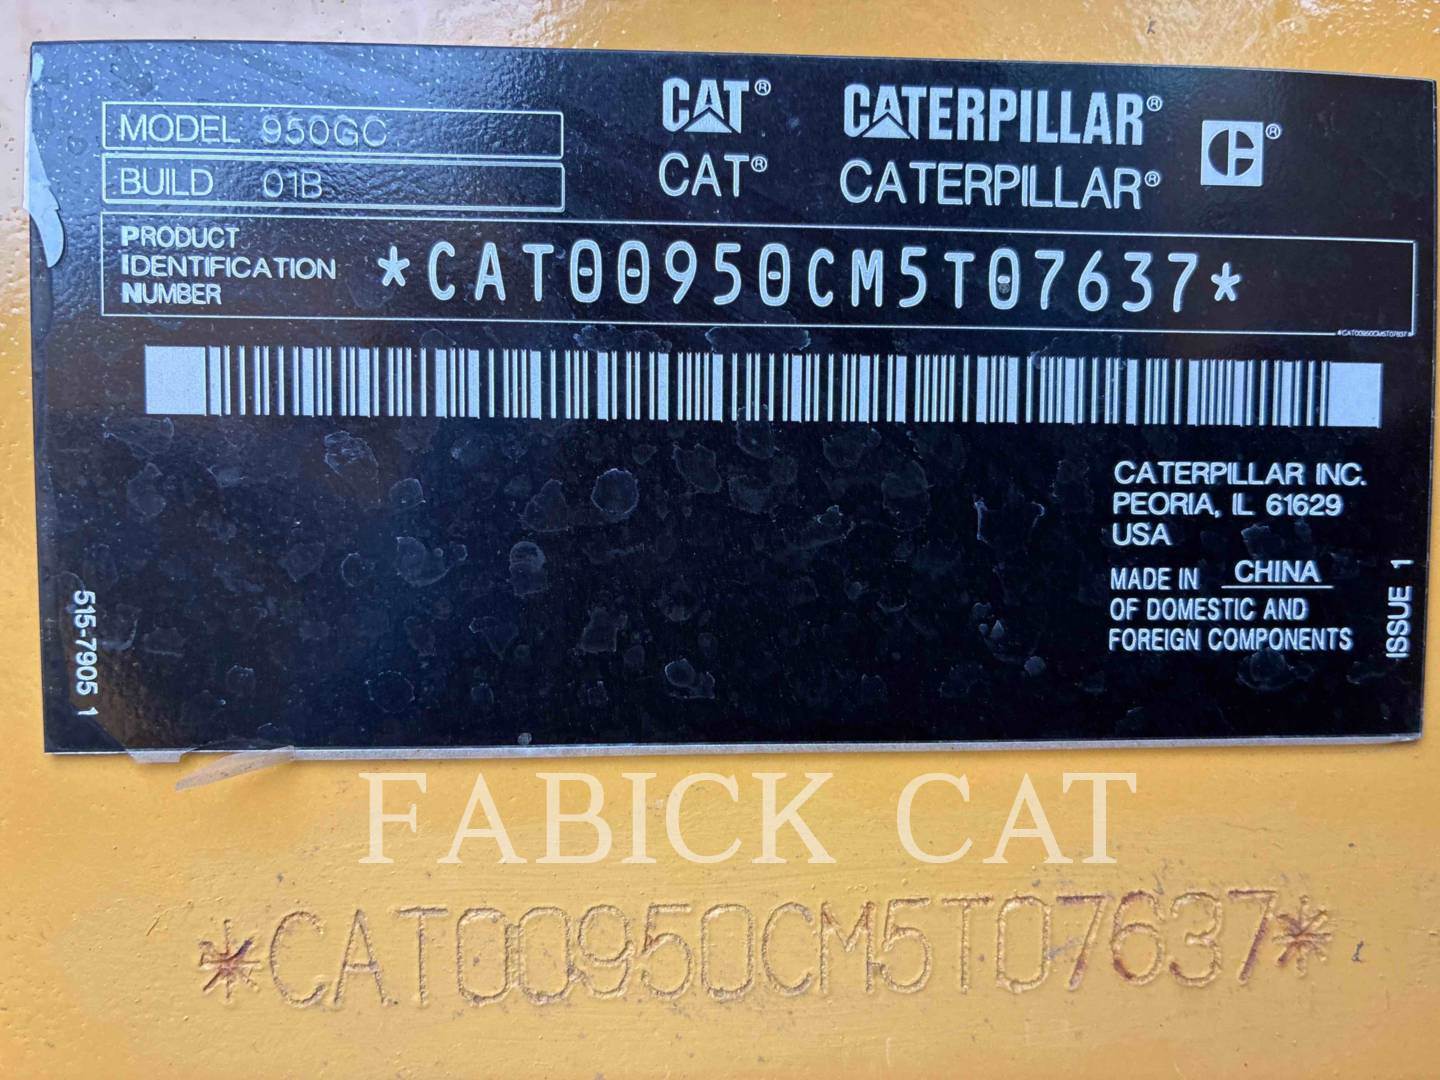 MODEL 950GC
BUILD 01B
CAT® CATERPILLAR® C®
CAT® CATERPILLAR®
PRODUCT IDENTIFICATION NUMBER
*CAT00950CM5T07637*
*CAT00950CM5T07637*
CATERPILLAR INC.
PEORIA, IL 61629
USA
MADE IN CHINA
OF DOMESTIC AND
FOREIGN COMPONENTS
515-7905 1
ISSUE 1
FABICK CAT
*CAT00950CM5T07637*